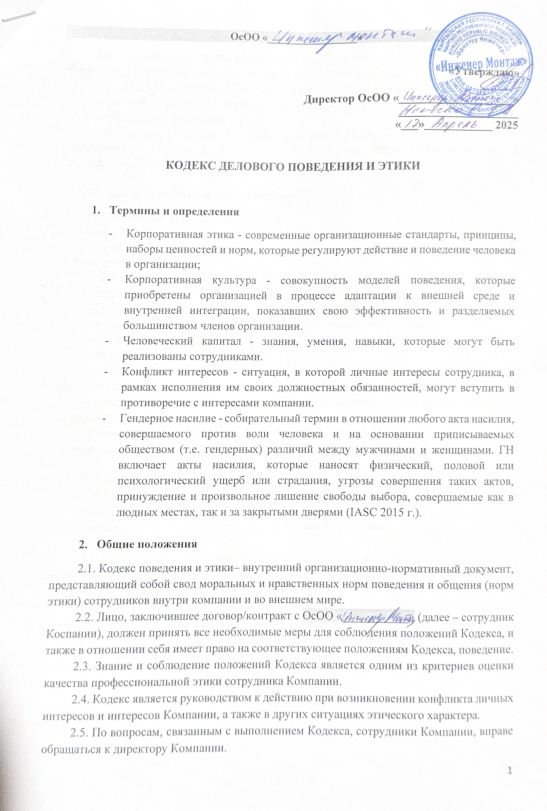 ОсОО « Инженер монтаж "
«Инженер Монтаж»
«Утверждаю»
Директор ОсОО « Инженер
« 17 » Апрель 2025
КОДЕКС ДЕЛОВОГО ПОВЕДЕНИЯ И ЭТИКИ
1. Термины и определения
- Корпоративная этика - современные организационные стандарты, принципы,
наборы ценностей и норм, которые регулируют действие и поведение человека
в организации;
- Корпоративная культура - совокупность моделей поведения, которые
приобретены организацией в процессе адаптации к внешней среде и
внутренней интеграции, показавших свою эффективность и разделяемых
большинством членов организации.
- Человеческий капитал - знания, умения, навыки, которые могут быть
реализованы сотрудниками.
- Конфликт интересов - ситуация, в которой личные интересы сотрудника, в
рамках исполнения им своих должностных обязанностей, могут вступить в
противоречие с интересами компании.
- Гендерное насилие - собирательный термин в отношении любого акта насилия,
совершаемого против воли человека и на основании приписываемых
обществом (т.е. гендерных) различий между мужчинами и женщинами. ГН
включает акты насилия, которые наносят физический, половой или
психологический ущерб или страдания, угрозы совершения таких актов,
принуждение и произвольное лишение свободы выбора, совершаемые как в
людных местах, так и за закрытыми дверями (IASC 2015 г.).
2. Общие положения
2.1. Кодекс поведения и этики– внутренний организационно-нормативный документ,
представляющий собой свод моральных и нравственных норм поведения и общения (норм
этики) сотрудников внутри компании и во внешнем мире.
2.2. Лицо, заключившее договор/контракт с ОсОО «Инженер Монтаж (далее – сотрудник
Коспании), должен принять все необходимые меры для соблюдения положений Кодекса, и
также в отношении себя имеет право на соответствующее положениям Кодекса, поведение.
2.3. Знание и соблюдение положений Кодекса является одним из критериев оценки
качества профессиональной этики сотрудника Компании.
2.4. Кодекс является руководством к действию при возникновении конфликта личных
интересов и интересов Компании, а также в других ситуациях этического характера.
2.5. По вопросам, связанным с выполнением Кодекса, сотрудники Компании, вправе
обращаться к директору Компании.
1